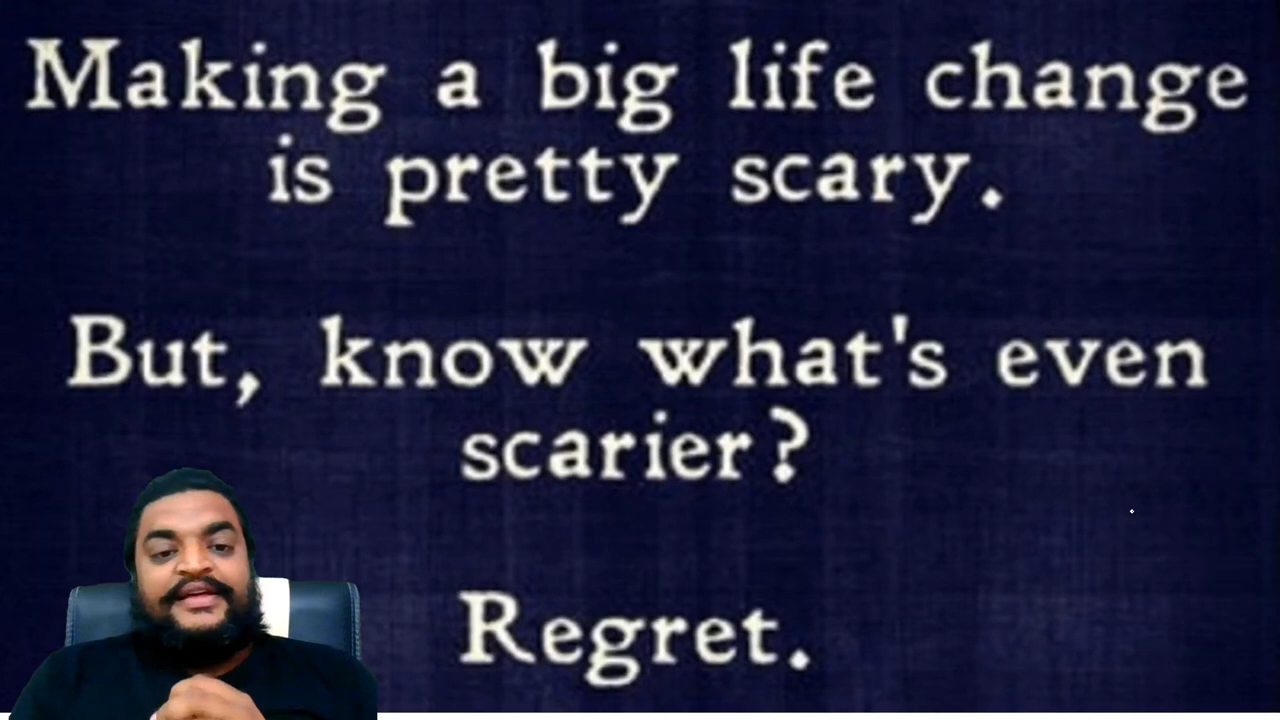 Making a big life change
is pretty scary.
But, know what's even
scarier?
Regret.